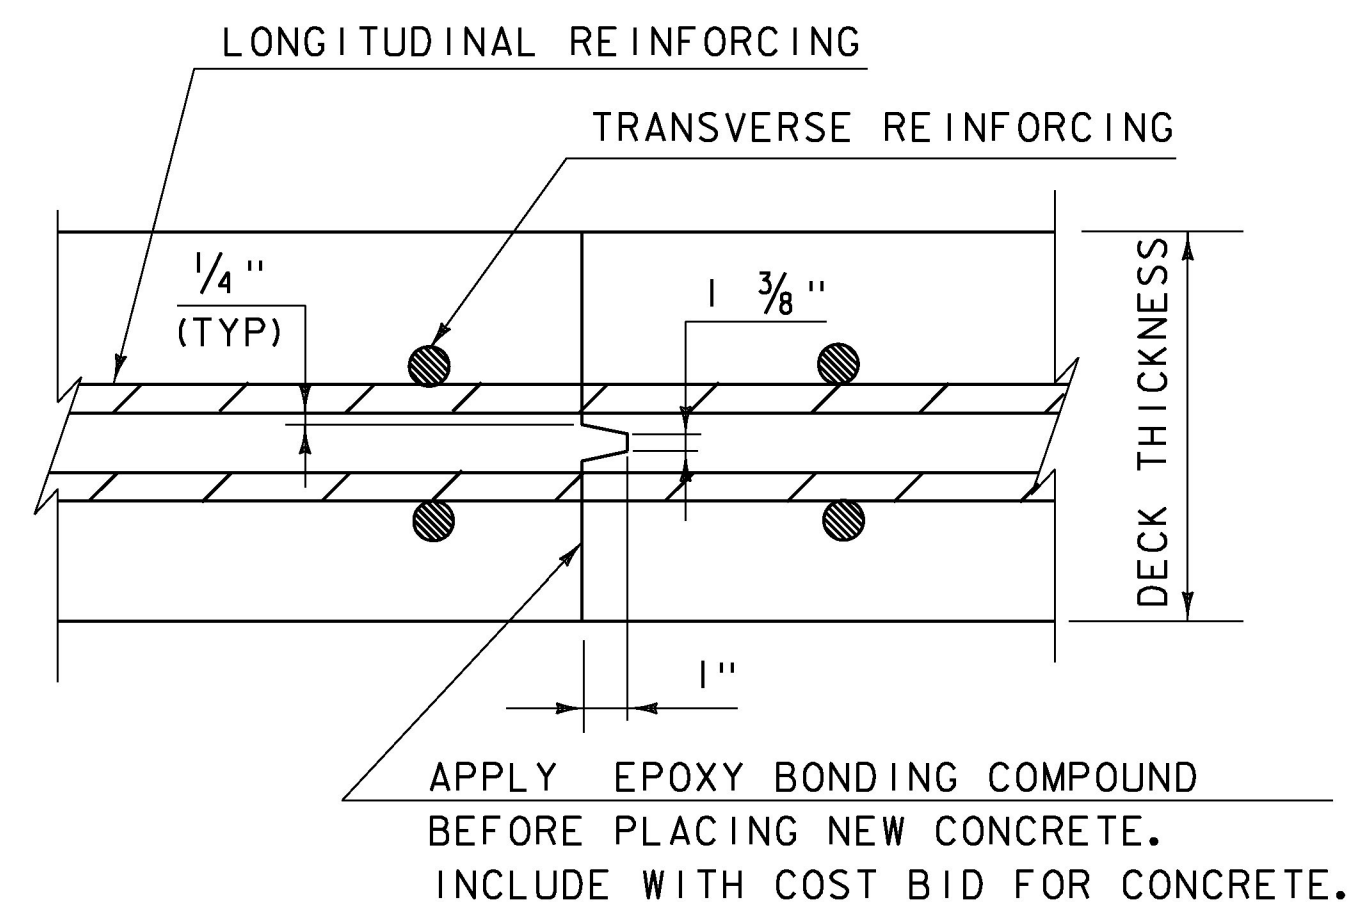 LONGITUDINAL REINFORCING
TRANSVERSE REINFORCING
1/4"
(TYP)
1 3/8"
DECK THICKNESS
1"
APPLY EPOXY BONDING COMPOUND
BEFORE PLACING NEW CONCRETE.
INCLUDE WITH COST BID FOR CONCRETE.